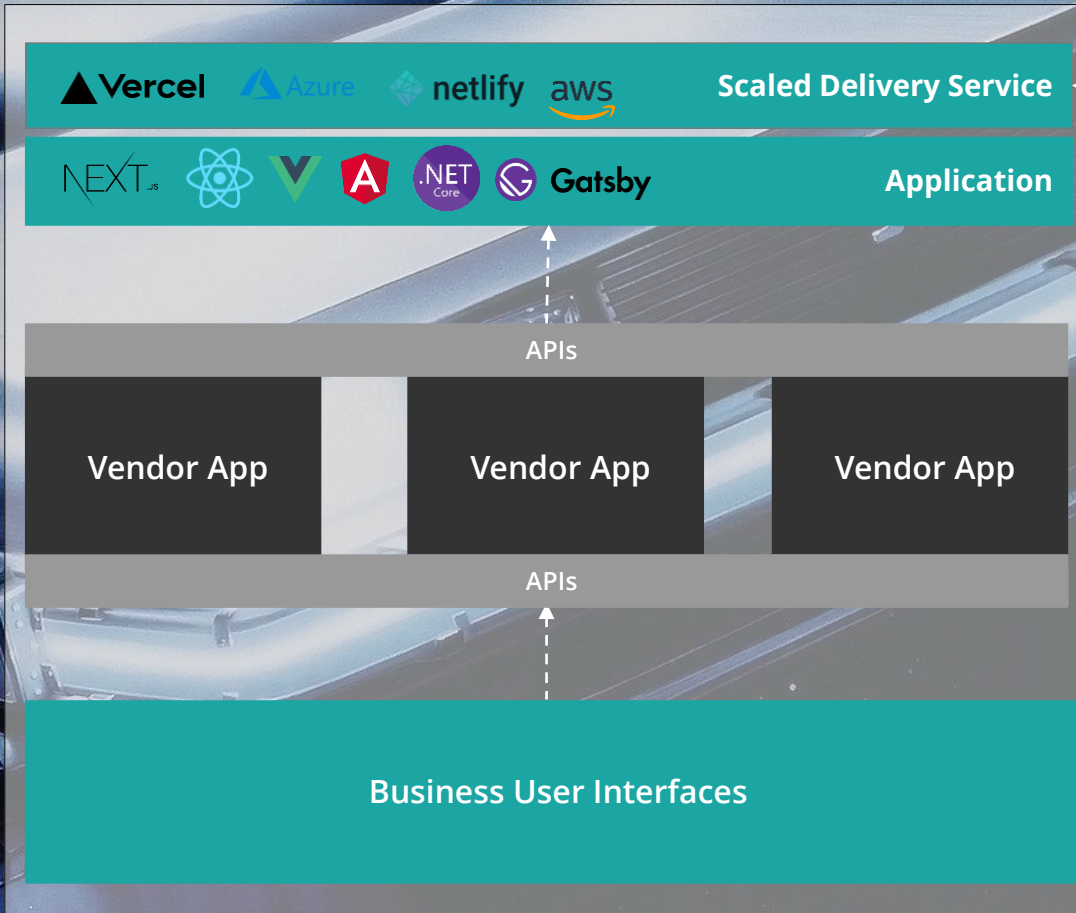 Vercel
Azure
netlify
aws
Scaled Delivery Service
NEXT.JS
A
.NET
Core
Gatsby
Application
APIs
Vendor App
Vendor App
Vendor App
APIs
Business User Interfaces